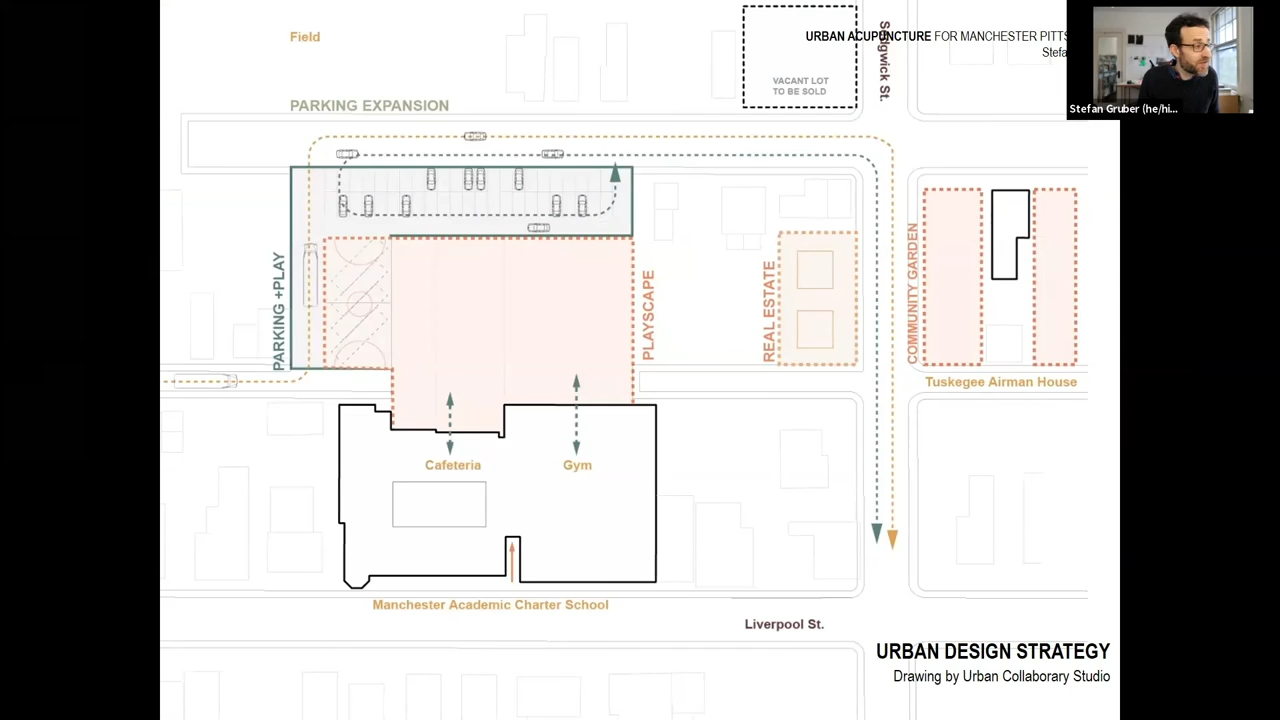 URBAN ACUPUNCTURE FOR MANCHESTER PITTS
Stefa
Stefan Gruber (he/hi...
Field
PARKING EXPANSION
VACANT LOT
TO BE SOLD
Sedgwick St.
PARKING +PLAY
PLAYSCAPE
REAL ESTATE
COMMUNITY GARDEN
Tuskegee Airman House
Cafeteria
Gym
Manchester Academic Charter School
Liverpool St.
URBAN DESIGN STRATEGY
Drawing by Urban Collaborary Studio